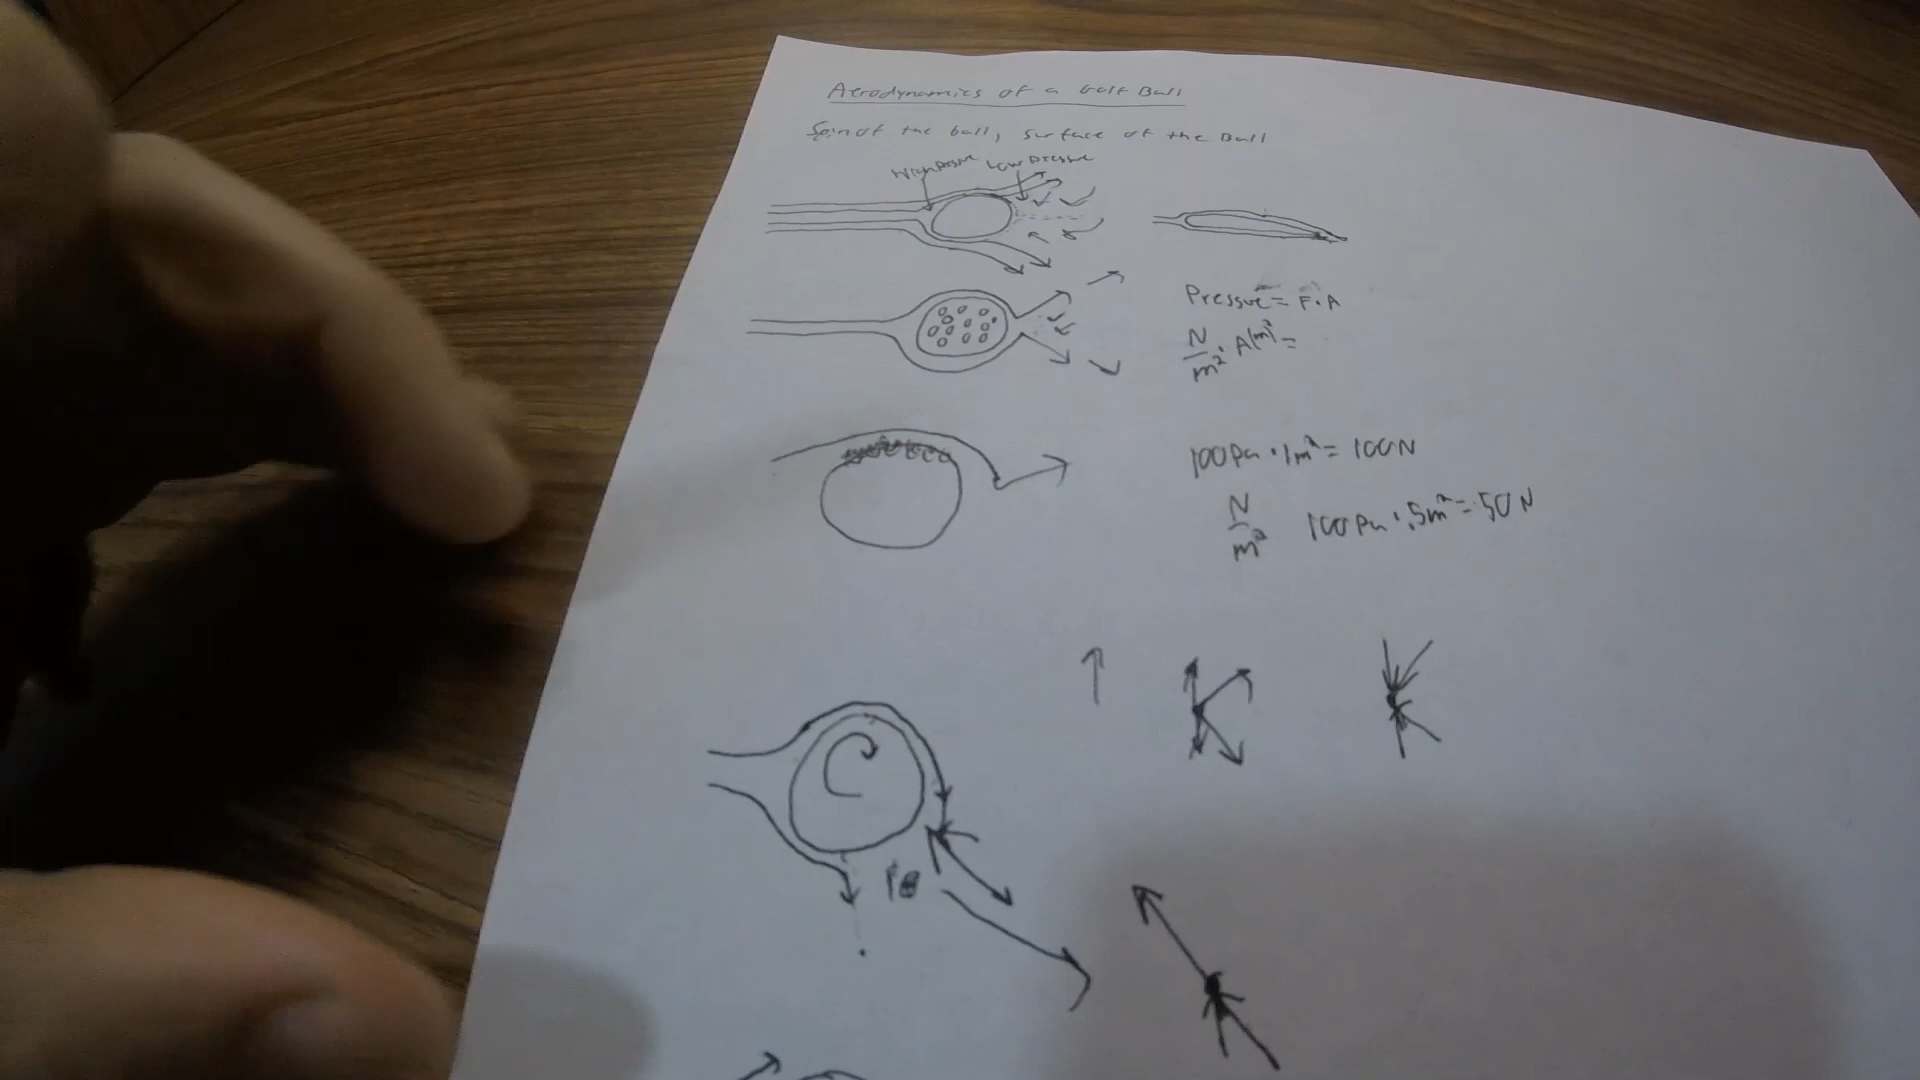 Aerodynamics of a Golf Ball
Spin of the ball, surface of the Ball
High Pressure Low Pressure
Pressure = F · A
N/m² · A(m)² =
100Pa · 1m² = 100N
N/m² 100Pa · .5m² = 50N